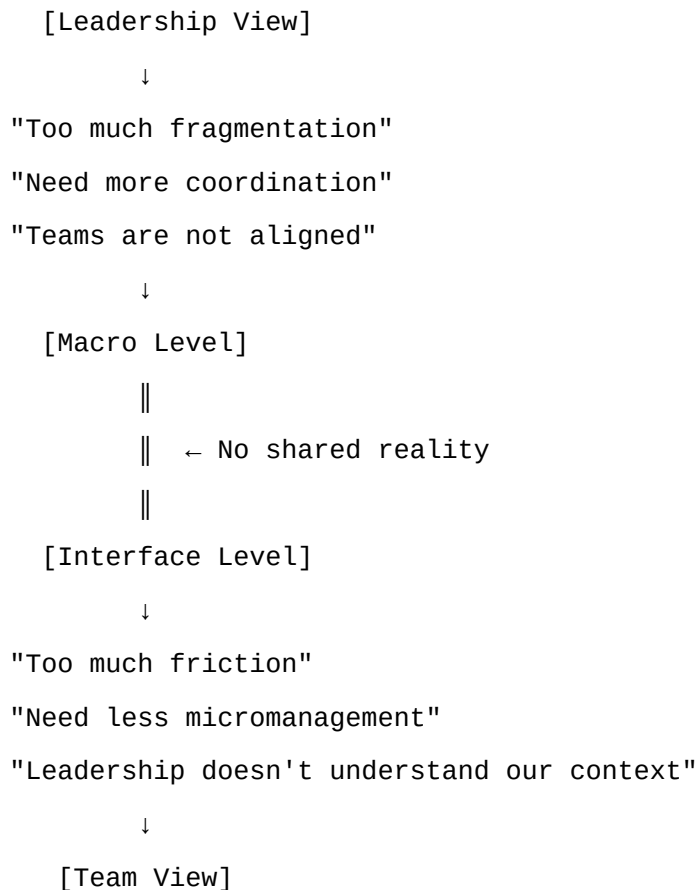 [Leadership View]
↓
"Too much fragmentation"
"Need more coordination"
"Teams are not aligned"
↓
[Macro Level]
║
║ ← No shared reality
║
[Interface Level]
↓
"Too much friction"
"Need less micromanagement"
"Leadership doesn't understand our context"
↓
[Team View]